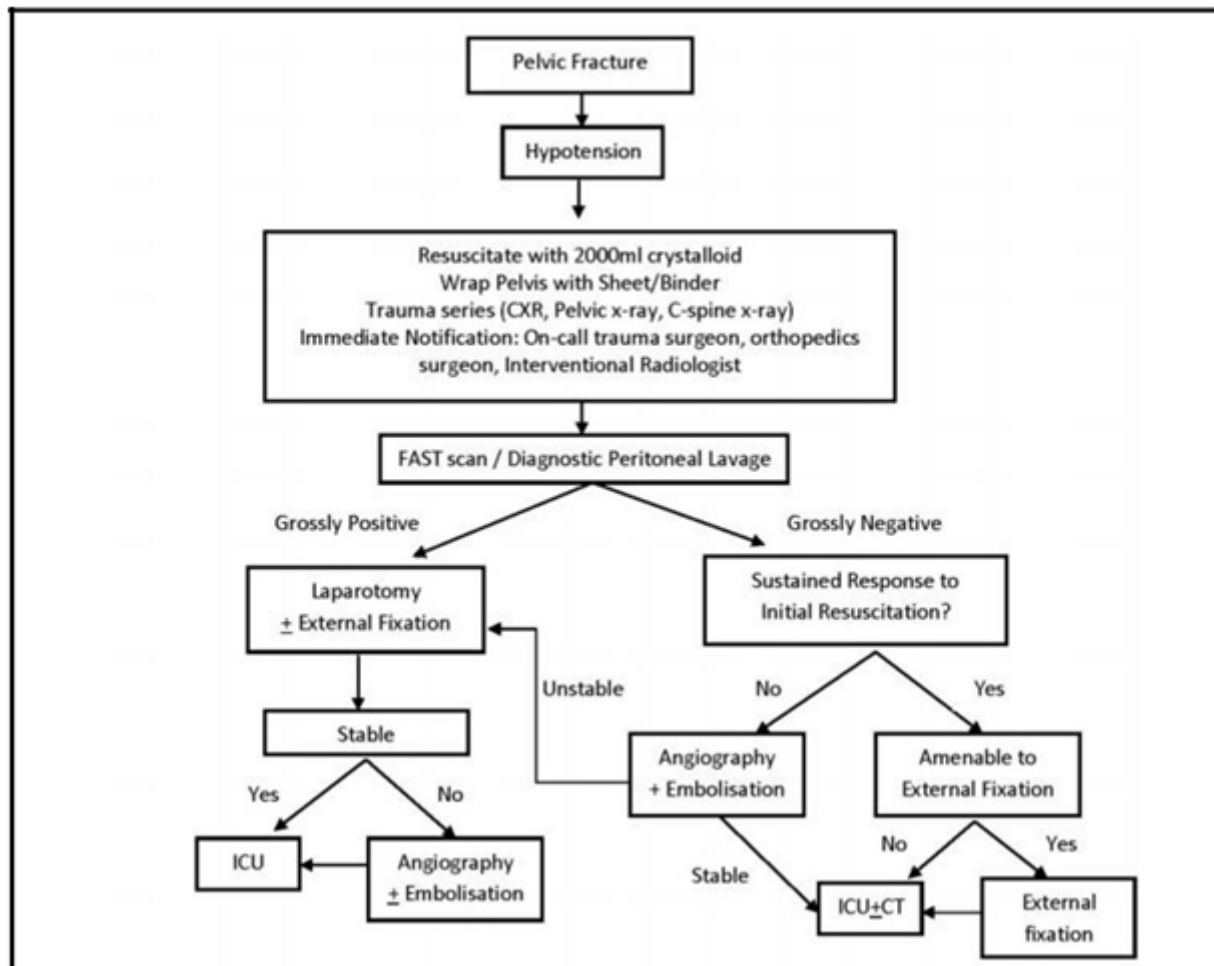 Pelvic Fracture
Hypotension
Resuscitate with 2000ml crystalloid
Wrap Pelvis with Sheet/Binder
Trauma series (CXR, Pelvic x-ray, C-spine x-ray)
Immediate Notification: On-call trauma surgeon, orthopedics
surgeon, Interventional Radiologist
FAST scan / Diagnostic Peritoneal Lavage
Grossly Positive
Grossly Negative
Laparotomy
± External Fixation
Sustained Response to
Initial Resuscitation?
Unstable
No
Yes
Stable
Angiography
+ Embolisation
Amenable to
External Fixation
Yes
No
No
Yes
ICU
Angiography
± Embolisation
Stable
ICU±CT
External
fixation